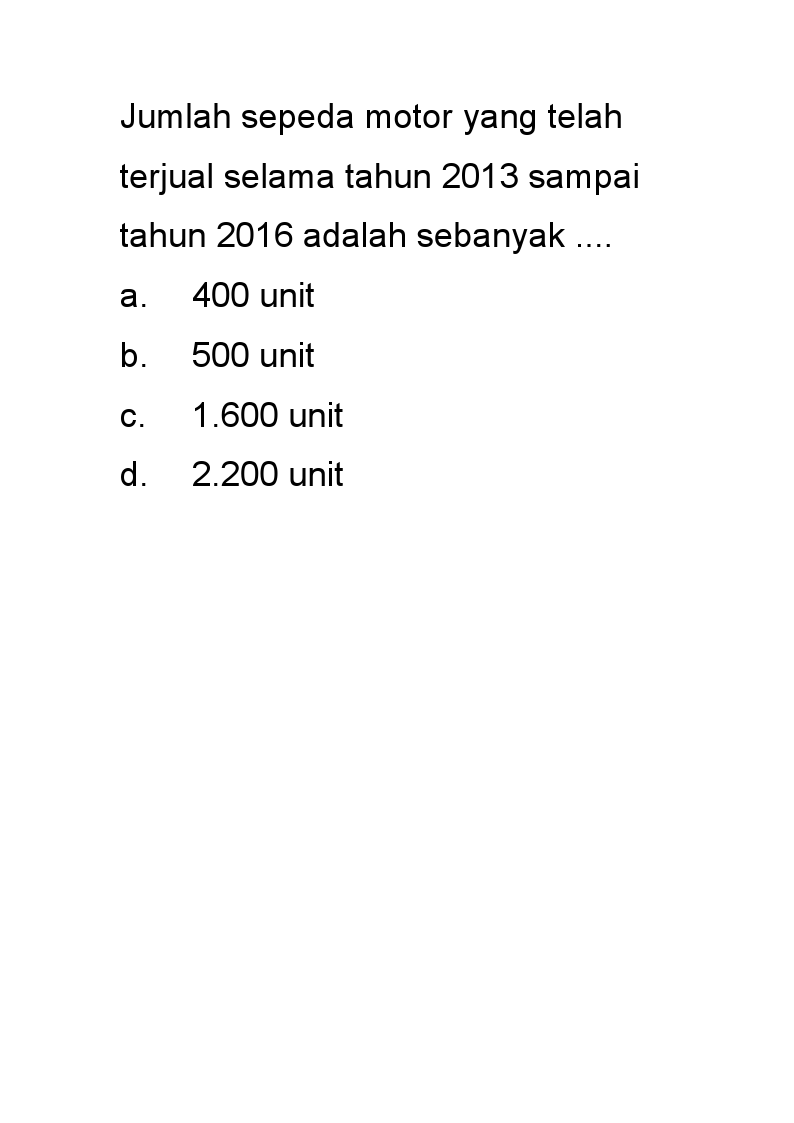 Jumlah sepeda motor yang telah
terjual selama tahun 2013 sampai
tahun 2016 adalah sebanyak ....
a. 400 unit
b. 500 unit
c. 1.600 unit
d. 2.200 unit